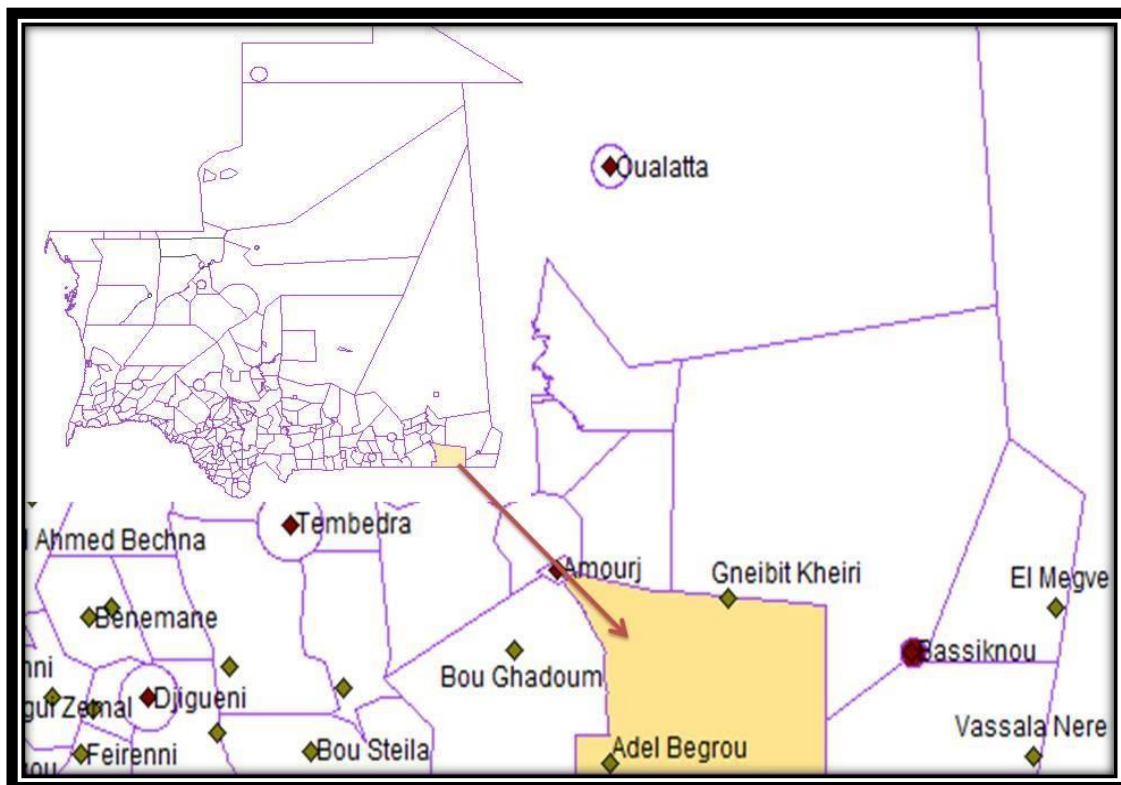 Oualatta
Tembedra
Ahmed Bechna
Amourj
Gneibit Kheiri
El Megve
Benemane
Bassiknou
Bou Ghadoum
Djigueni
Zemal
Vassala Nere
Feirenni
Bou Steila
Adel Begrou